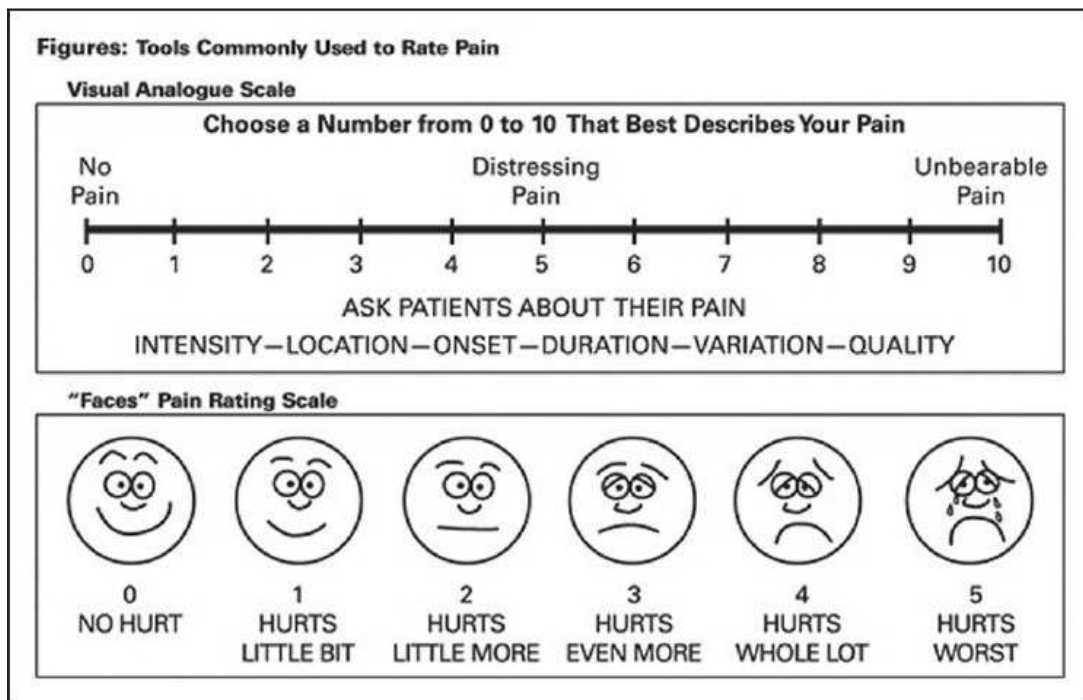 Figures: Tools Commonly Used to Rate Pain
Visual Analogue Scale
Choose a Number from 0 to 10 That Best Describes Your Pain
No Pain
Distressing Pain
Unbearable Pain
0 1 2 3 4 5 6 7 8 9 10
ASK PATIENTS ABOUT THEIR PAIN
INTENSITY—LOCATION—ONSET—DURATION—VARIATION—QUALITY
"Faces" Pain Rating Scale
0
NO HURT
1
HURTS
LITTLE BIT
2
HURTS
LITTLE MORE
3
HURTS
EVEN MORE
4
HURTS
WHOLE LOT
5
HURTS
WORST